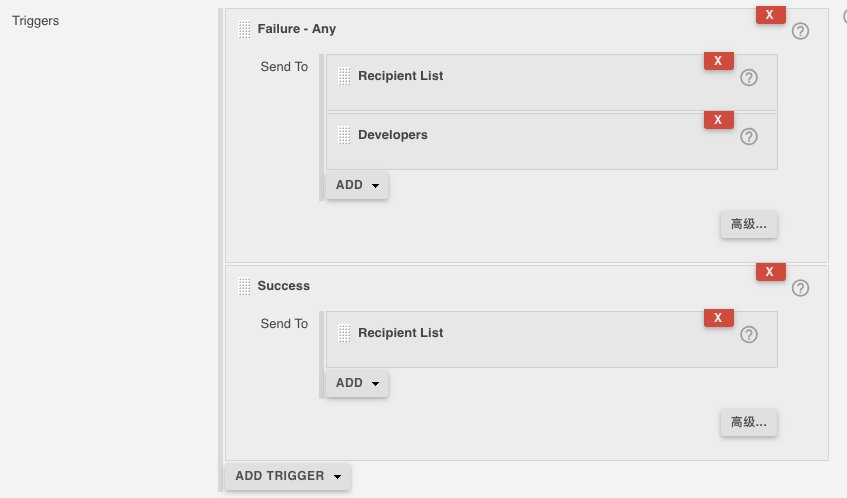 Triggers
X
Failure - Any
?
Send To
X
Recipient List
?
X
Developers
?
ADD
高级...
X
Success
?
Send To
X
Recipient List
?
ADD
高级...
ADD TRIGGER